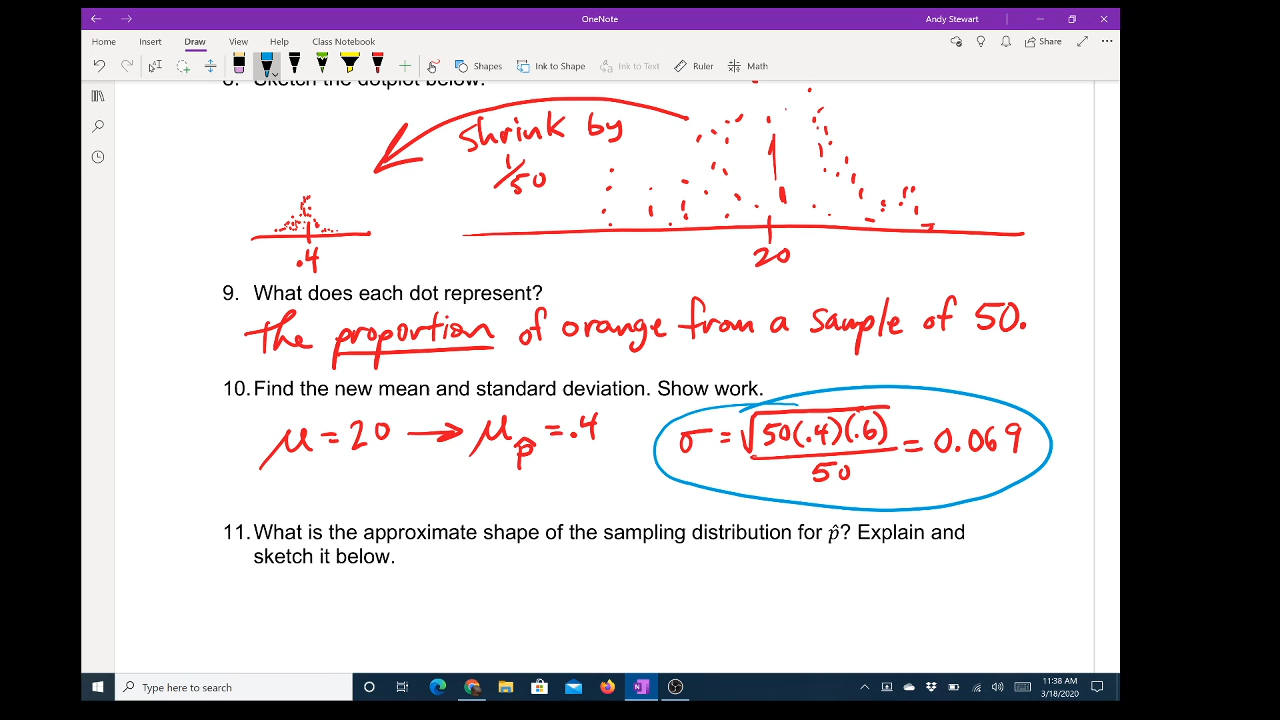 OneNote
Andy Stewart
Home Insert Draw View Help Class Notebook
Share
Shapes Ink to Shape Ink to Text Ruler Math
8. Sketch the dotplot below.
shrink by
1/50
.4
20
9. What does each dot represent?
The proportion of orange from a sample of 50.
10. Find the new mean and standard deviation. Show work.
μ = 20 → μp̂ = .4
σ = √50(.4)(.6) / 50 = 0.069
11. What is the approximate shape of the sampling distribution for p̂? Explain and
sketch it below.
Type here to search
11:38 AM
3/18/2020